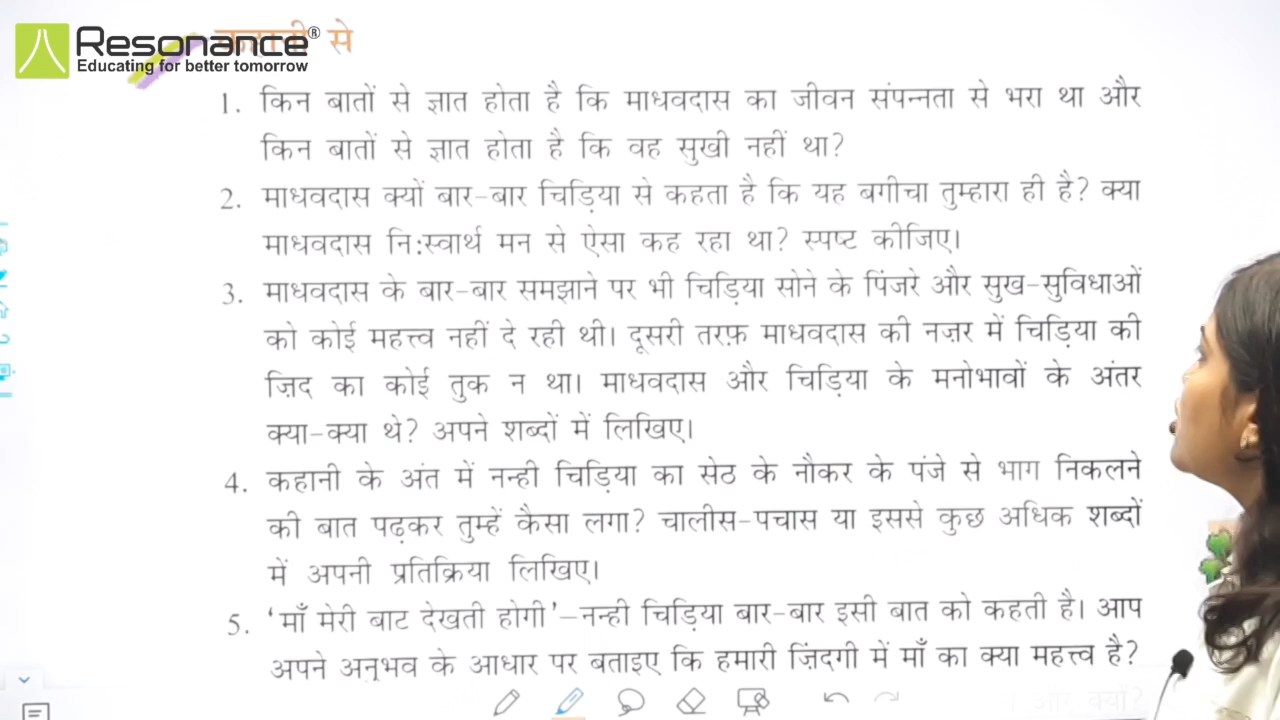 Resonance®
Educating for better tomorrow
कहानी से
1. किन बातों से ज्ञात होता है कि माधवदास का जीवन संपन्नता से भरा था और
किन बातों से ज्ञात होता है कि वह सुखी नहीं था?
2. माधवदास क्यों बार-बार चिड़िया से कहता है कि यह बगीचा तुम्हारा ही है? क्या
माधवदास नि:स्वार्थ मन से ऐसा कह रहा था? स्पष्ट कीजिए।
3. माधवदास के बार-बार समझाने पर भी चिड़िया सोने के पिंजरे और सुख-सुविधाओं
को कोई महत्त्व नहीं दे रही थी। दूसरी तरफ़ माधवदास की नज़र में चिड़िया की
ज़िद का कोई तुक न था। माधवदास और चिड़िया के मनोभावों के अंतर
क्या-क्या थे? अपने शब्दों में लिखिए।
4. कहानी के अंत में नन्ही चिड़िया का सेठ के नौकर के पंजे से भाग निकलने
की बात पढ़कर तुम्हें कैसा लगा? चालीस-पचास या इससे कुछ अधिक शब्दों
में अपनी प्रतिक्रिया लिखिए।
5. ‘माँ मेरी बाट देखती होगी’–नन्ही चिड़िया बार-बार इसी बात को कहती है। आप
अपने अनुभव के आधार पर बताइए कि हमारी ज़िंदगी में माँ का क्या महत्त्व है?
और क्यों?